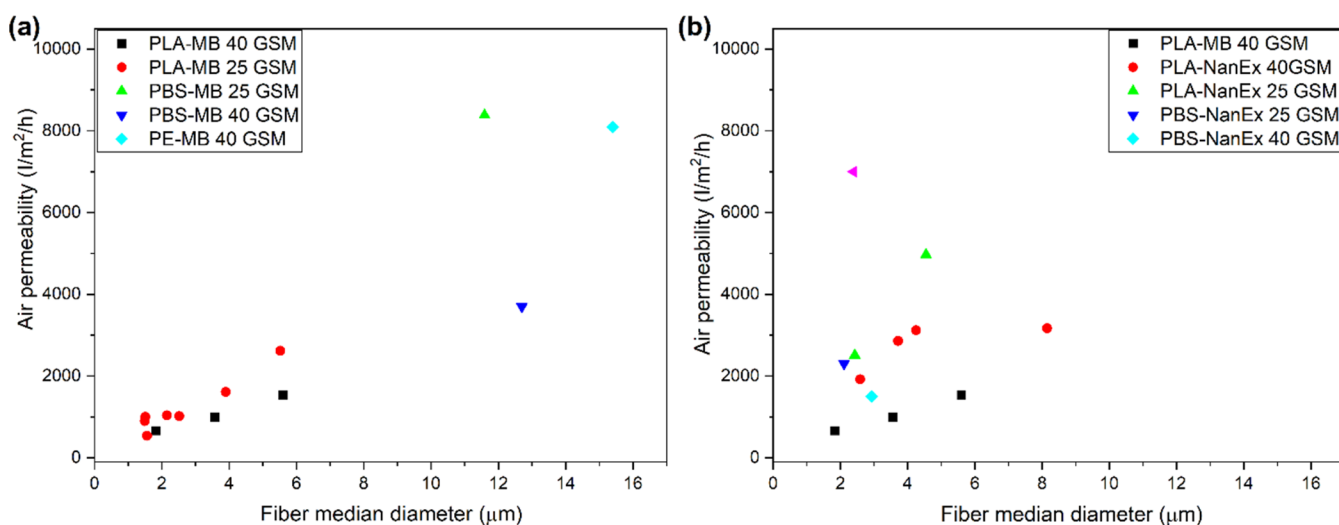 (a)
PLA-MB 40 GSM
PLA-MB 25 GSM
PBS-MB 25 GSM
PBS-MB 40 GSM
PE-MB 40 GSM
Air permeability (l/m²/h)
10000
8000
6000
4000
2000
0
0 2 4 6 8 10 12 14 16
Fiber median diameter (μm)
(b)
PLA-MB 40 GSM
PLA-NanEx 40GSM
PLA-NanEx 25 GSM
PBS-NanEx 25 GSM
PBS-NanEx 40 GSM
Air permeability (l/m²/h)
10000
8000
6000
4000
2000
0
0 2 4 6 8 10 12 14 16
Fiber median diameter (μm)